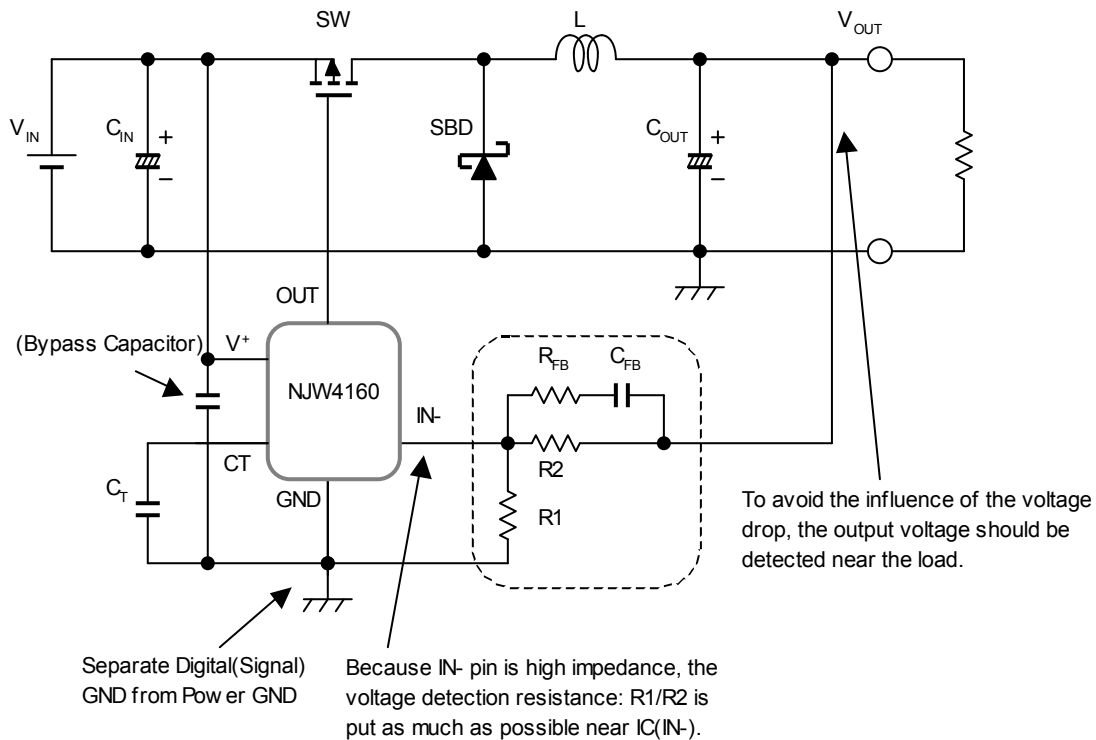 SW
L
VOUT
VIN
CIN
+
−
SBD
COUT
+
−
OUT
(Bypass Capacitor)
V+
NJW4160
RFB
CFB
IN-
R2
CT
CT
GND
R1
To avoid the influence of the voltage
drop, the output voltage should be
detected near the load.
Separate Digital(Signal)
GND from Power GND
Because IN- pin is high impedance, the
voltage detection resistance: R1/R2 is
put as much as possible near IC(IN-).